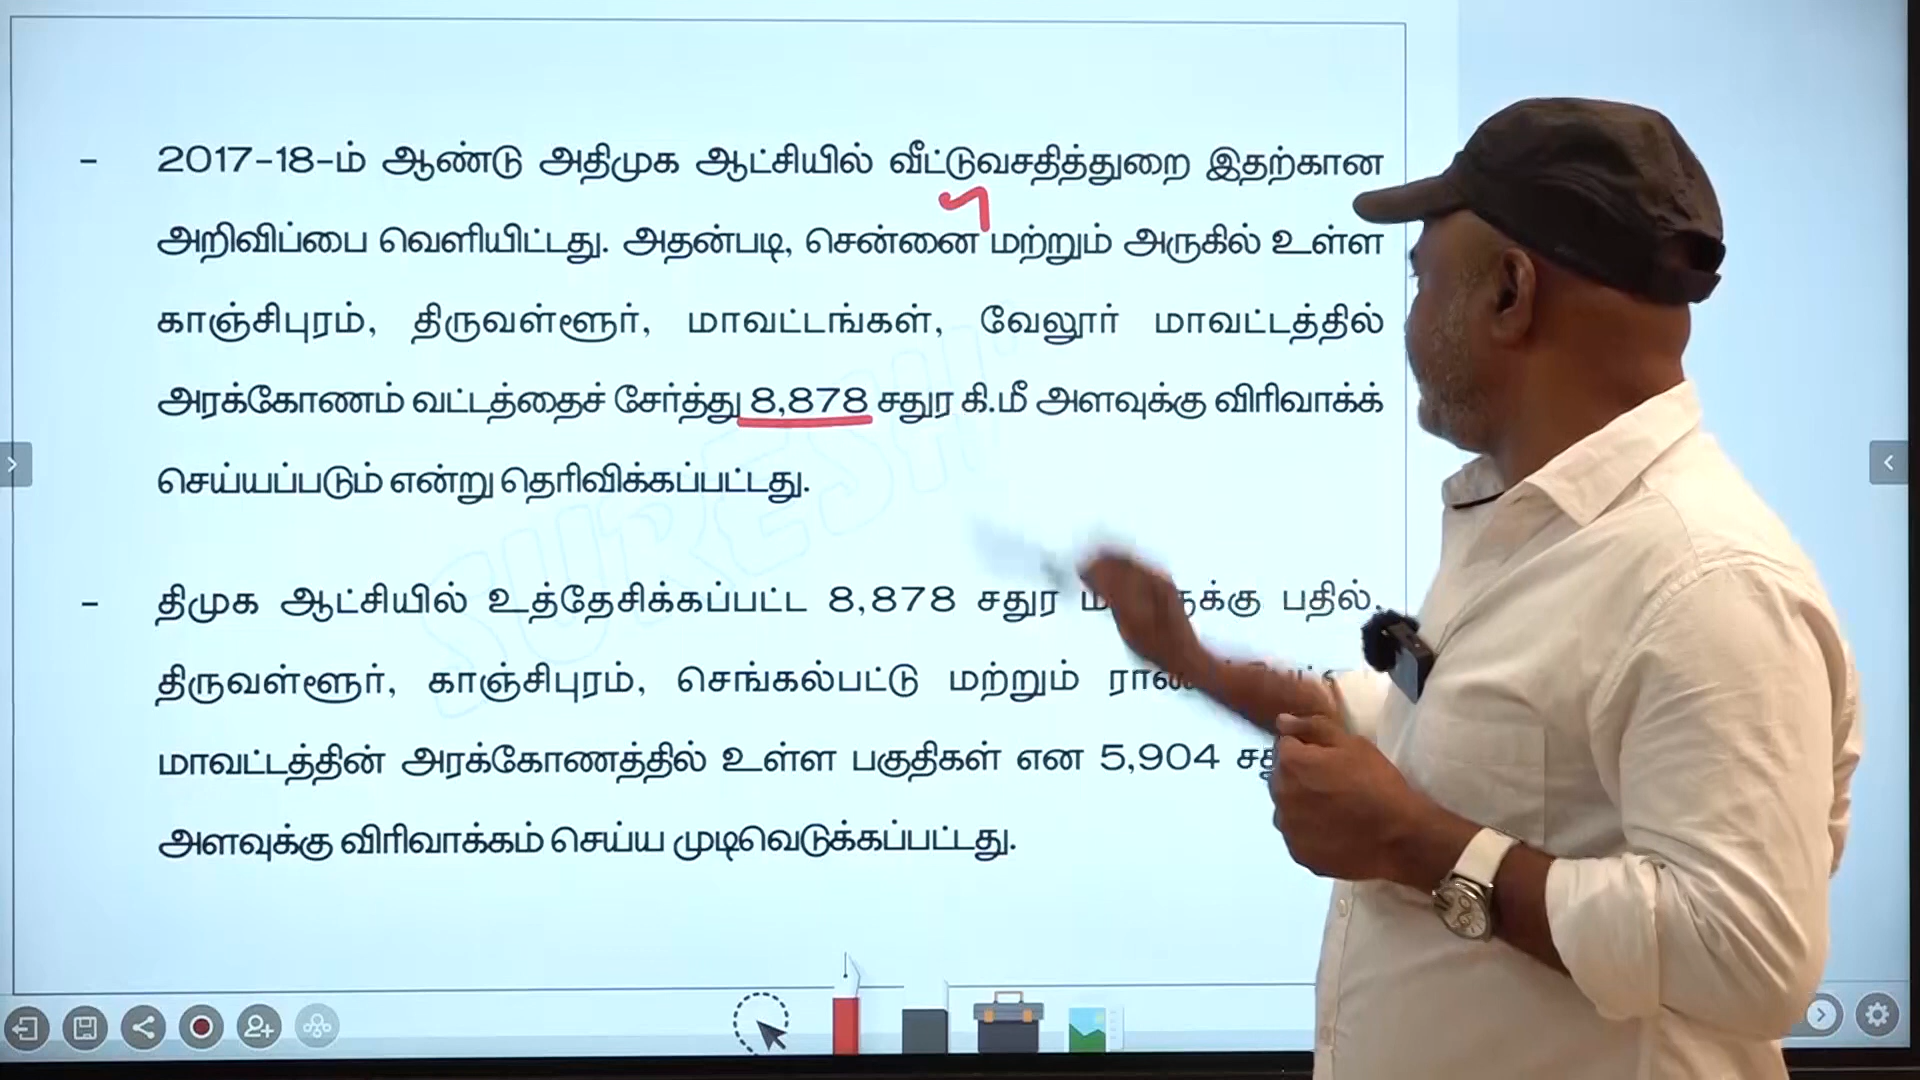 - 2017-18-ம் ஆண்டு அதிமுக ஆட்சியில் வீட்டுவசதித்துறை இதற்கான
அறிவிப்பை வெளியிட்டது. அதன்படி, சென்னை மற்றும் அருகில் உள்ள
காஞ்சிபுரம், திருவள்ளூர், மாவட்டங்கள், வேலூர் மாவட்டத்தில்
அரக்கோணம் வட்டத்தைச் சேர்த்து 8,878 சதுர கி.மீ அளவுக்கு விரிவாக்க்
செய்யப்படும் என்று தெரிவிக்கப்பட்டது.
- திமுக ஆட்சியில் உத்தேசிக்கப்பட்ட 8,878 சதுர பதில்,
திருவள்ளூர், காஞ்சிபுரம், செங்கல்பட்டு மற்றும்
மாவட்டத்தின் அரக்கோணத்தில் உள்ள பகுதிகள் என 5,904
அளவுக்கு விரிவாக்கம் செய்ய முடிவெடுக்கப்பட்டது.
SURESH